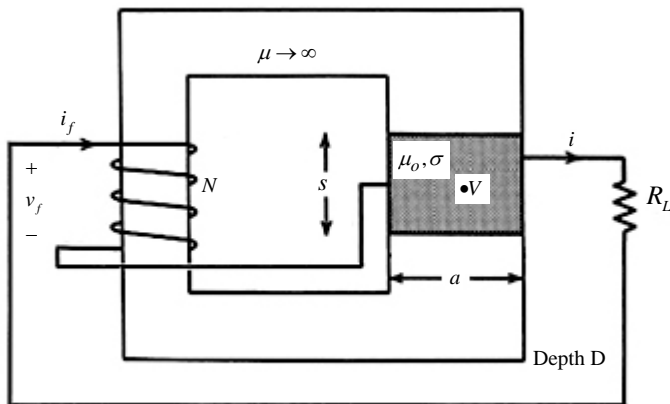 μ → ∞
i_f
i
+
v_f
−
N
s
μ_o, σ
•V
R_L
a
Depth D